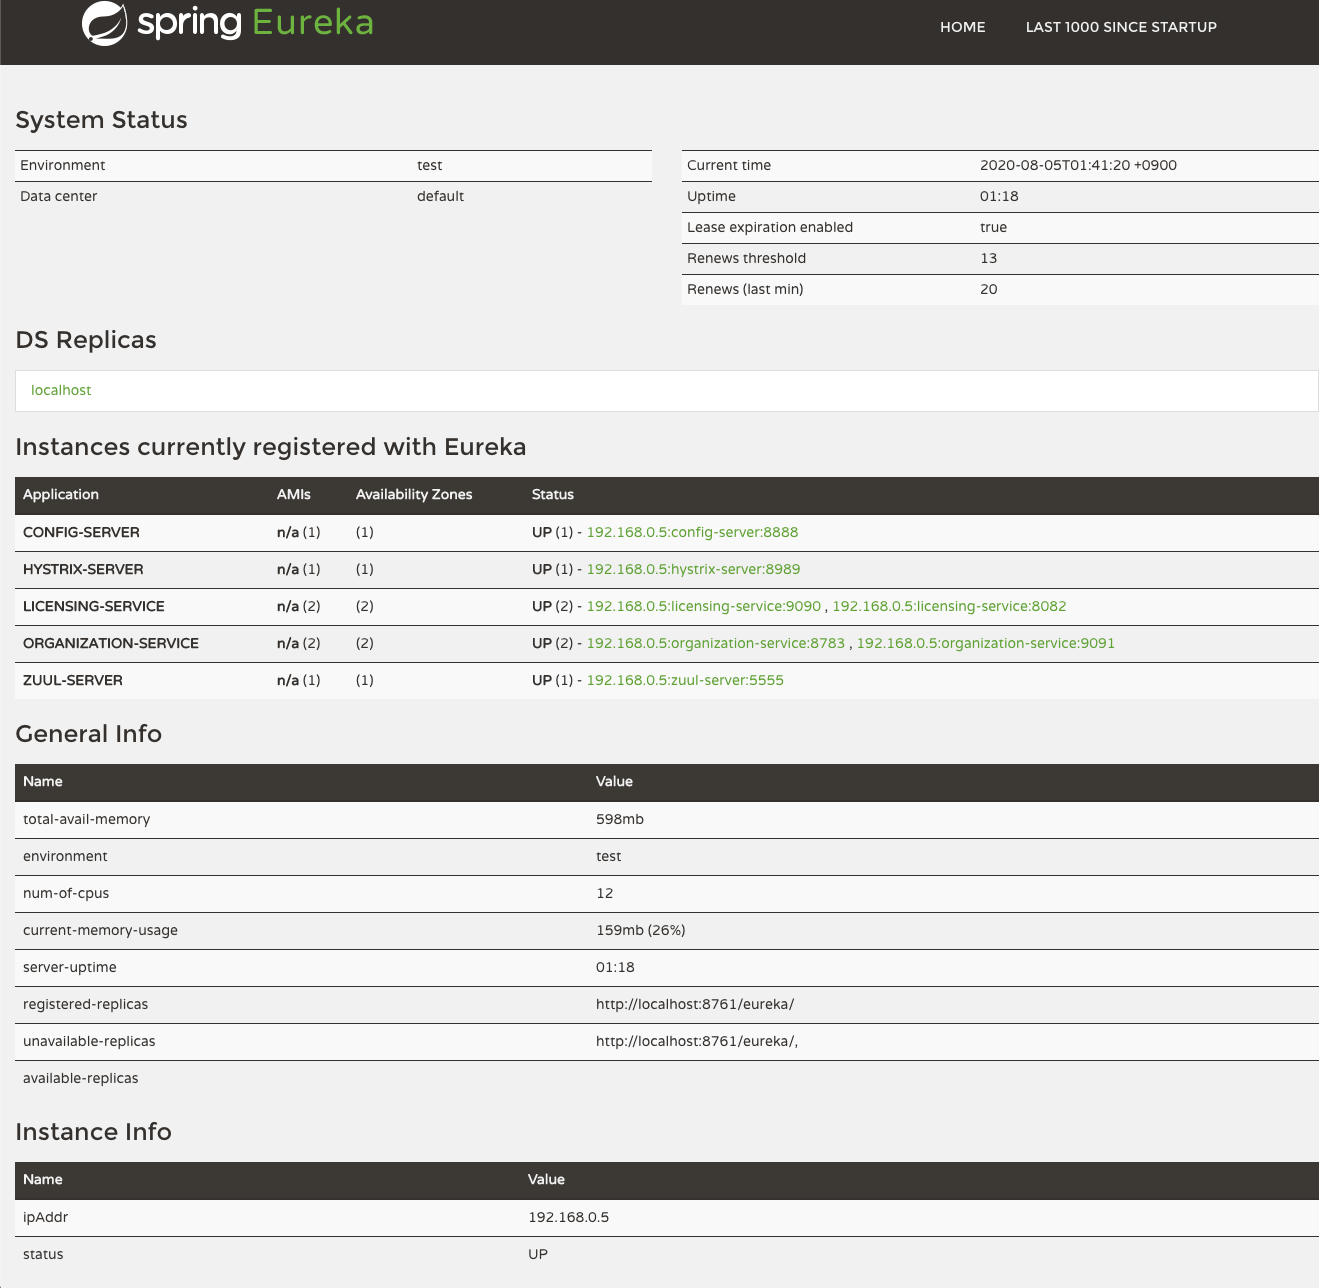 spring Eureka
HOME LAST 1000 SINCE STARTUP
System Status
Environment test
Data center default
Current time 2020-08-05T01:41:20 +0900
Uptime 01:18
Lease expiration enabled true
Renews threshold 13
Renews (last min) 20
DS Replicas
localhost
Instances currently registered with Eureka
Application AMIs Availability Zones Status
CONFIG-SERVER n/a (1) (1) UP (1) - 192.168.0.5:config-server:8888
HYSTRIX-SERVER n/a (1) (1) UP (1) - 192.168.0.5:hystrix-server:8989
LICENSING-SERVICE n/a (2) (2) UP (2) - 192.168.0.5:licensing-service:9090 , 192.168.0.5:licensing-service:8082
ORGANIZATION-SERVICE n/a (2) (2) UP (2) - 192.168.0.5:organization-service:8783 , 192.168.0.5:organization-service:9091
ZUUL-SERVER n/a (1) (1) UP (1) - 192.168.0.5:zuul-server:5555
General Info
Name Value
total-avail-memory 598mb
environment test
num-of-cpus 12
current-memory-usage 159mb (26%)
server-uptime 01:18
registered-replicas http://localhost:8761/eureka/
unavailable-replicas http://localhost:8761/eureka/,
available-replicas
Instance Info
Name Value
ipAddr 192.168.0.5
status UP